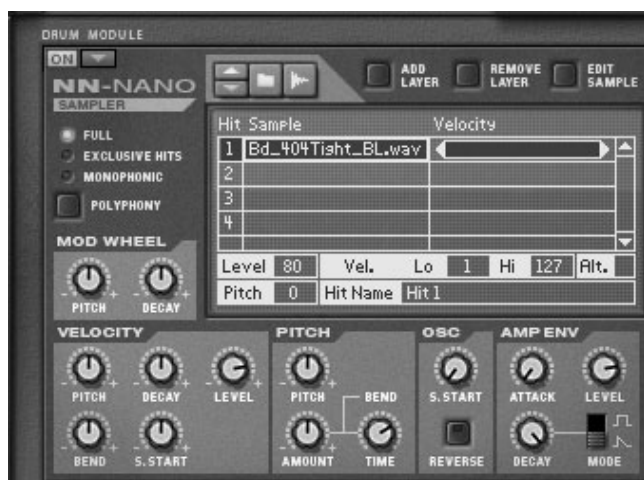 DRUM MODULE
ON
NN-NANO
SAMPLER
ADD LAYER
REMOVE LAYER
EDIT SAMPLE
FULL
EXCLUSIVE HITS
MONOPHONIC
POLYPHONY
Hit Sample Velocity
1 Bd_404Tight_BL.wav
2
3
4
Level 80 Vel. Lo 1 Hi 127 Alt.
Pitch 0 Hit Name Hit 1
MOD WHEEL
PITCH DECAY
VELOCITY
PITCH DECAY LEVEL
BEND S.START
PITCH
PITCH BEND
AMOUNT TIME
OSC
S.START
REVERSE
AMP ENV
ATTACK LEVEL
DECAY MODE